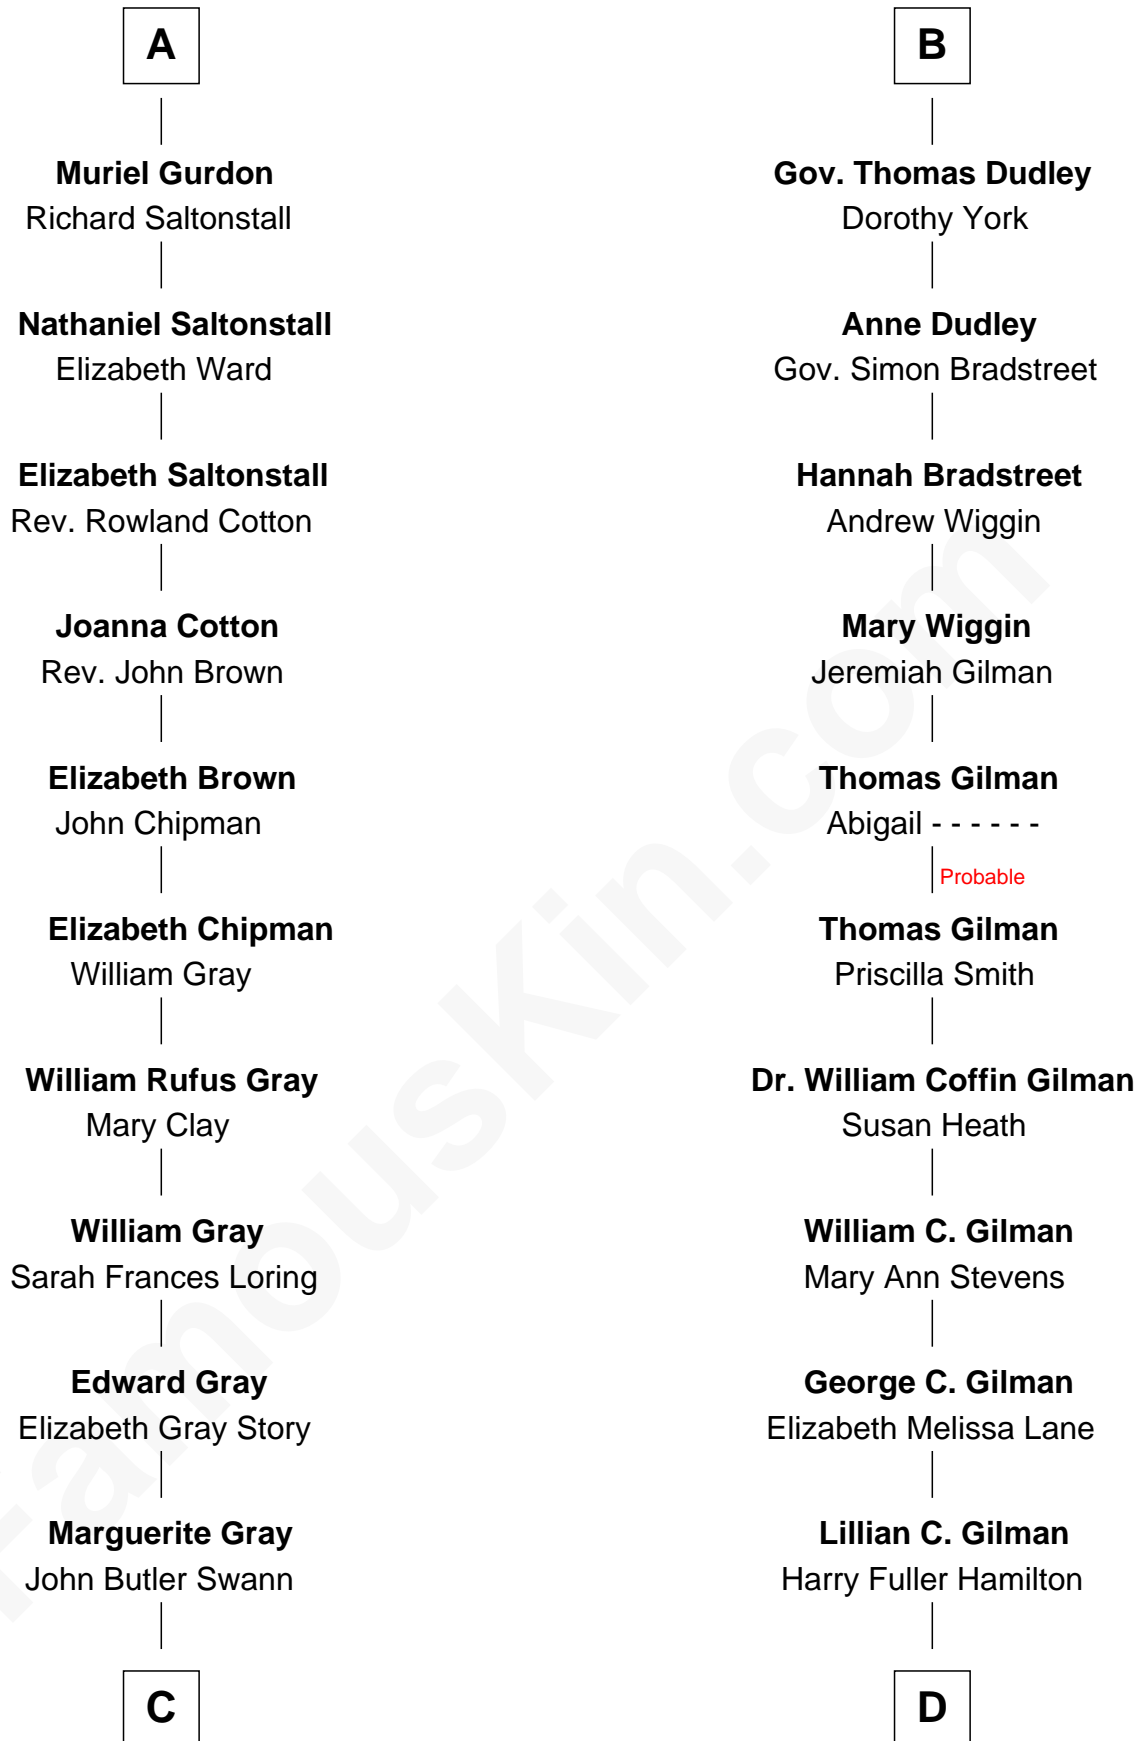 A
Muriel Gurdon
Richard Saltonstall
Nathaniel Saltonstall
Elizabeth Ward
Elizabeth Saltonstall
Rev. Rowland Cotton
Joanna Cotton
Rev. John Brown
Elizabeth Brown
John Chipman
Elizabeth Chipman
William Gray
William Rufus Gray
Mary Clay
William Gray
Sarah Frances Loring
Edward Gray
Elizabeth Gray Story
Marguerite Gray
John Butler Swann
C
B
Gov. Thomas Dudley
Dorothy York
Anne Dudley
Gov. Simon Bradstreet
Hannah Bradstreet
Andrew Wiggin
Mary Wiggin
Jeremiah Gilman
Thomas Gilman
Abigail - - - - - -
Probable
Thomas Gilman
Priscilla Smith
Dr. William Coffin Gilman
Susan Heath
William C. Gilman
Mary Ann Stevens
George C. Gilman
Elizabeth Melissa Lane
Lillian C. Gilman
Harry Fuller Hamilton
D
FamousKin.com